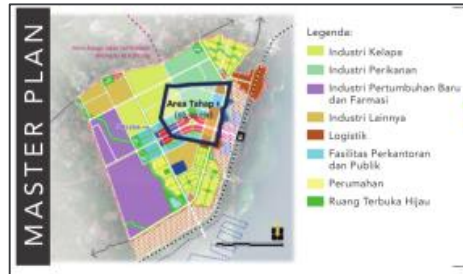 MASTER PLAN
Area Tahap 1
Legenda:
Industri Kelapa
Industri Perikanan
Industri Pertumbuhan Baru
dan Farmasi
Industri Lainnya
Logistik
Fasilitas Perkantoran
dan Publik
Perumahan
Ruang Terbuka Hijau